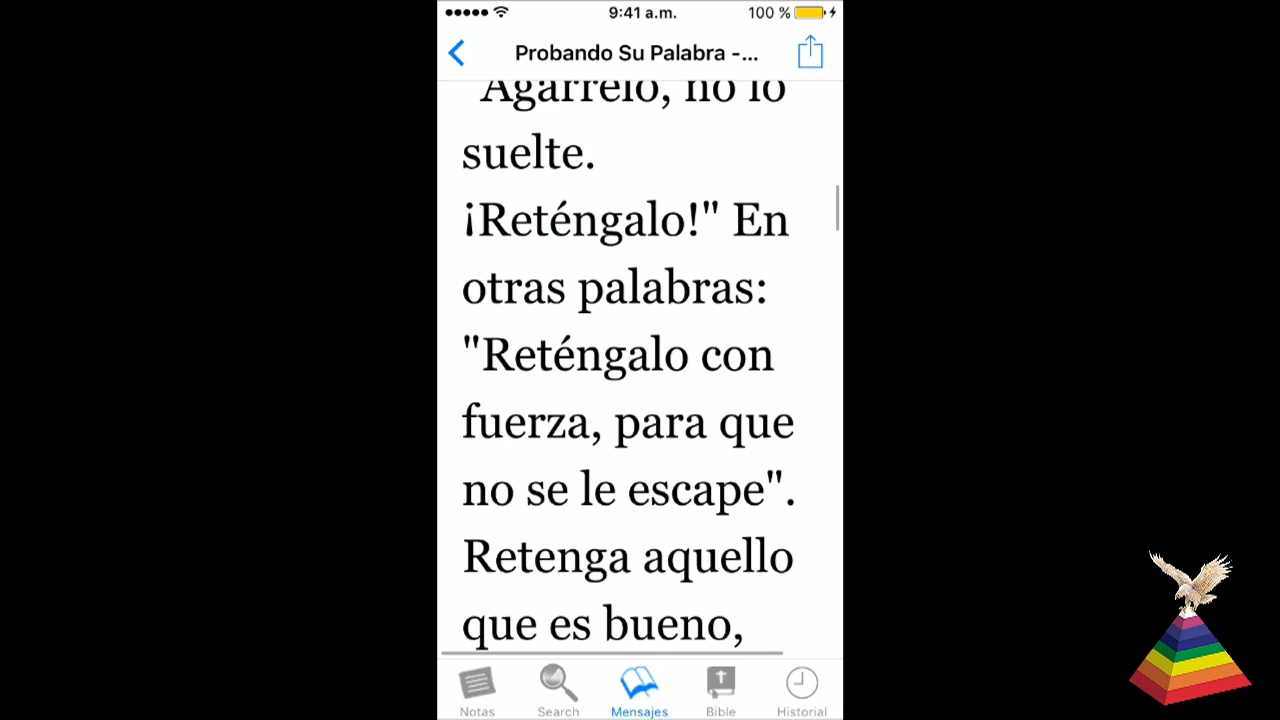 9:41 a.m.
100 %
Probando Su Palabra -...
"Agárrelo, no lo
suelte.
¡Reténgalo!" En
otras palabras:
"Reténgalo con
fuerza, para que
no se le escape".
Retenga aquello
que es bueno,
Notas
Search
Mensajes
Bible
Historial